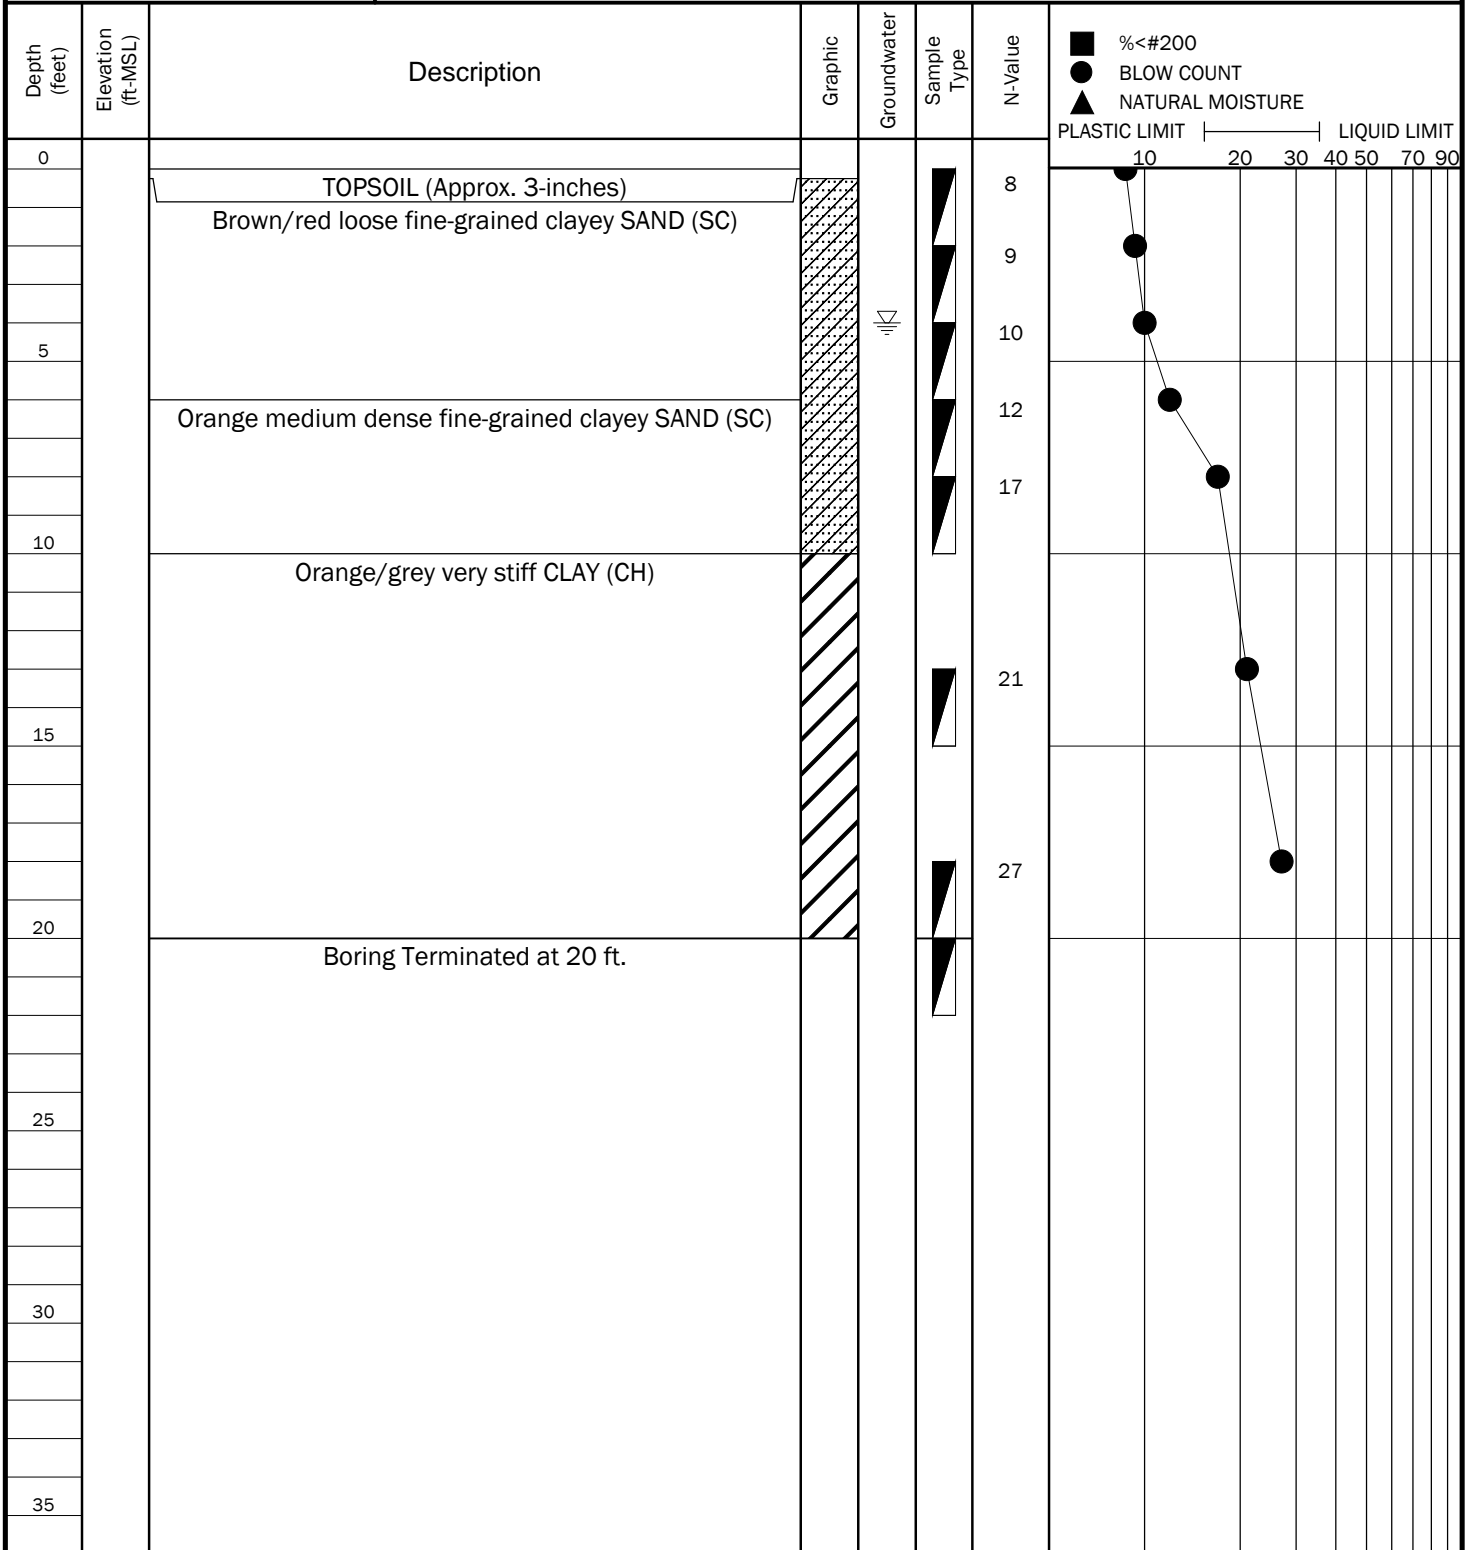 Depth
(feet)
Elevation
(ft-MSL)
Description
Graphic
Groundwater
Sample
Type
N-Value
%<#200
BLOW COUNT
NATURAL MOISTURE
PLASTIC LIMIT LIQUID LIMIT
10 20 30 40 50 70 90
0
TOPSOIL (Approx. 3-inches)
8
Brown/red loose fine-grained clayey SAND (SC)
9
10
5
12
Orange medium dense fine-grained clayey SAND (SC)
17
10
Orange/grey very stiff CLAY (CH)
21
15
27
20
Boring Terminated at 20 ft.
25
30
35